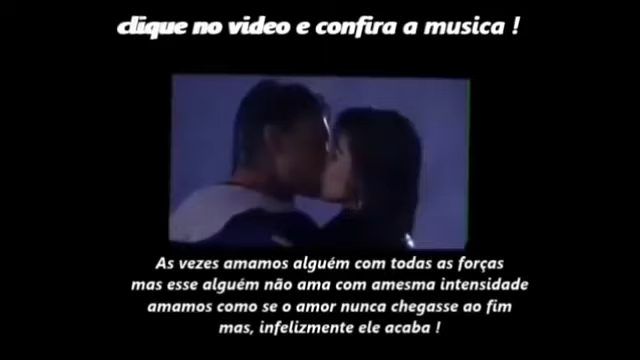 clique no video e confira a musica !
As vezes amamos alguém com todas as forças
mas esse alguém não ama com amesma intensidade
amamos como se o amor nunca chegasse ao fim
mas, infelizmente ele acaba !